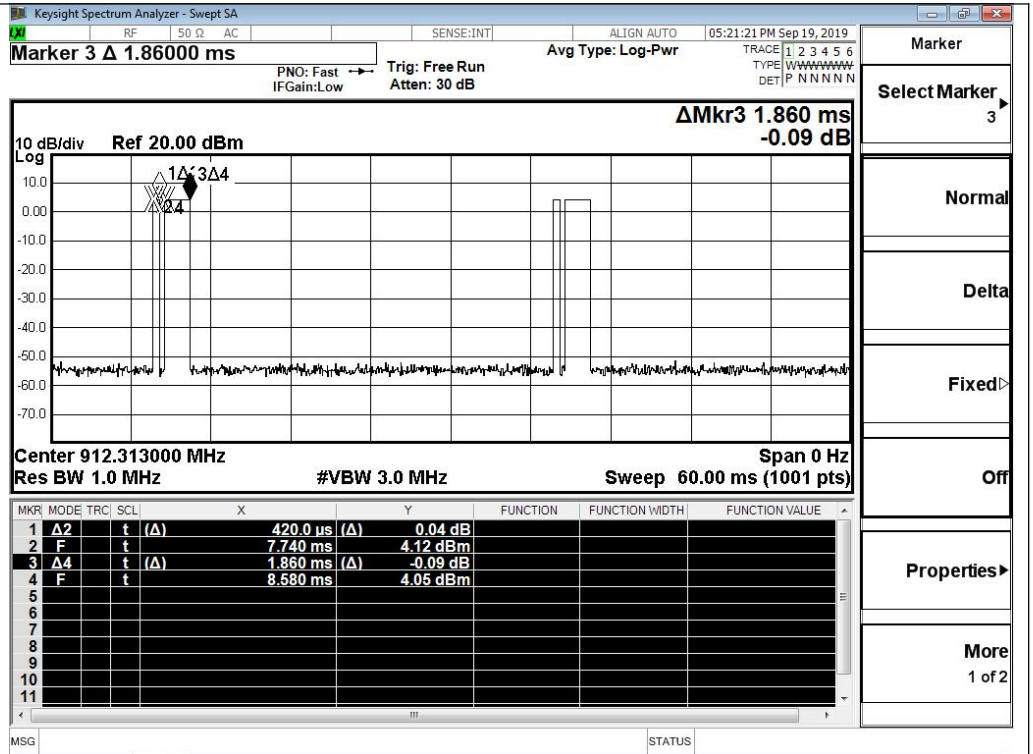 Keysight Spectrum Analyzer - Swept SA
LXI RF 50 Ω AC SENSE:INT ALIGN AUTO 05:21:21 PM Sep 19, 2019
Marker 3 Δ 1.86000 ms
PNO: Fast
IFGain:Low
Trig: Free Run
Atten: 30 dB
Avg Type: Log-Pwr
TRACE 1 2 3 4 5 6
TYPE WWWWWW
DET P N N N N N
ΔMkr3 1.860 ms
-0.09 dB
10 dB/div Ref 20.00 dBm
Log
1Δ 3Δ4
24
10.0
0.00
-10.0
-20.0
-30.0
-40.0
-50.0
-60.0
-70.0
Center 912.313000 MHz Span 0 Hz
Res BW 1.0 MHz #VBW 3.0 MHz Sweep 60.00 ms (1001 pts)
MKR MODE TRC SCL X Y FUNCTION FUNCTION WIDTH FUNCTION VALUE
1 Δ2 t (Δ) 420.0 µs (Δ) 0.04 dB
2 F t 7.740 ms 4.12 dBm
3 Δ4 t (Δ) 1.860 ms (Δ) -0.09 dB
4 F t 8.580 ms 4.05 dBm
5
6
7
8
9
10
11
MSG STATUS
Marker
Select Marker
3
Normal
Delta
Fixed
Off
Properties
More
1 of 2